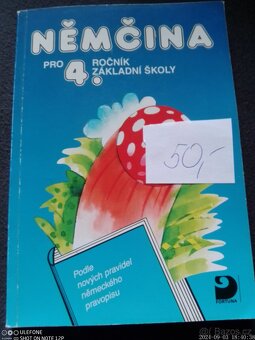 NĚMČINA
PRO 4. ROČNÍK
ZÁKLADNÍ ŠKOLY
50,-
Podle
nových pravidel
německého
pravopisu
FORTUNA
ULEFONE
SHOT ON NOTE 12P
2024-09-03 18:40:38